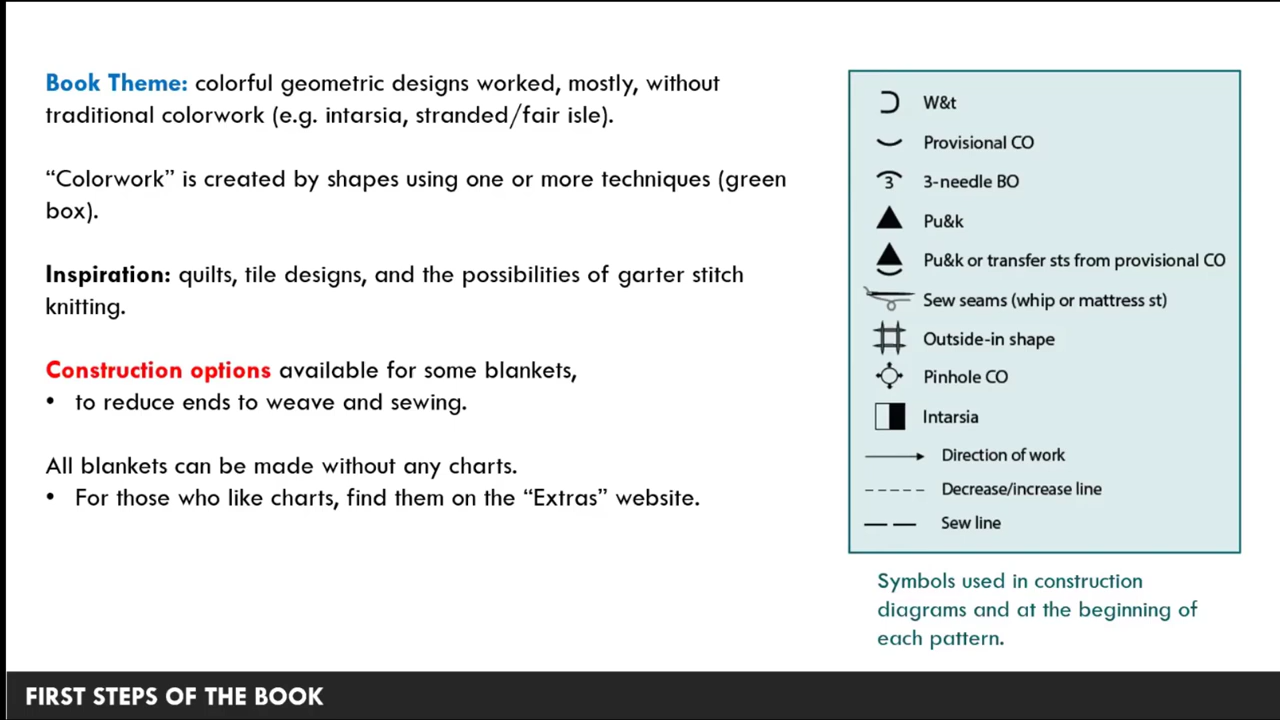 Book Theme: colorful geometric designs worked, mostly, without
traditional colorwork (e.g. intarsia, stranded/fair isle).
“Colorwork” is created by shapes using one or more techniques (green
box).
Inspiration: quilts, tile designs, and the possibilities of garter stitch
knitting.
Construction options available for some blankets,
• to reduce ends to weave and sewing.
All blankets can be made without any charts.
• For those who like charts, find them on the “Extras” website.
W&t
Provisional CO
3 3-needle BO
Pu&k
Pu&k or transfer sts from provisional CO
Sew seams (whip or mattress st)
Outside-in shape
Pinhole CO
Intarsia
Direction of work
Decrease/increase line
Sew line
Symbols used in construction
diagrams and at the beginning of
each pattern.
FIRST STEPS OF THE BOOK